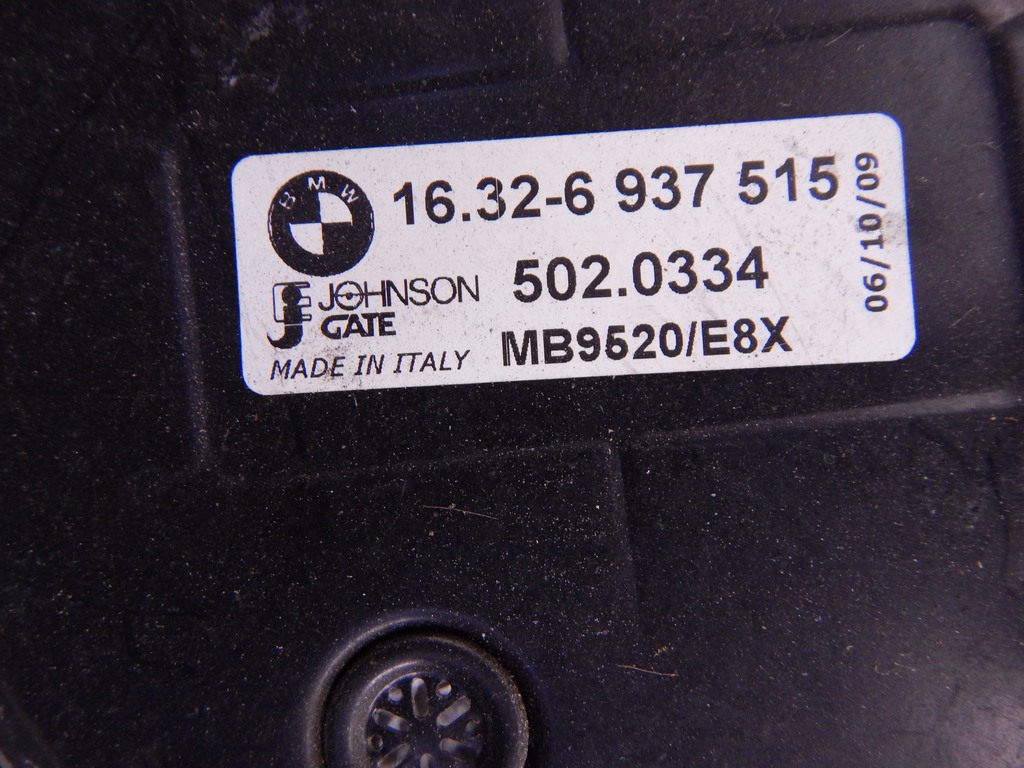 BMW
16.32-6 937 515
06/10/09
JOHNSON
GATE
502.0334
MADE IN ITALY
MB9520/E8X